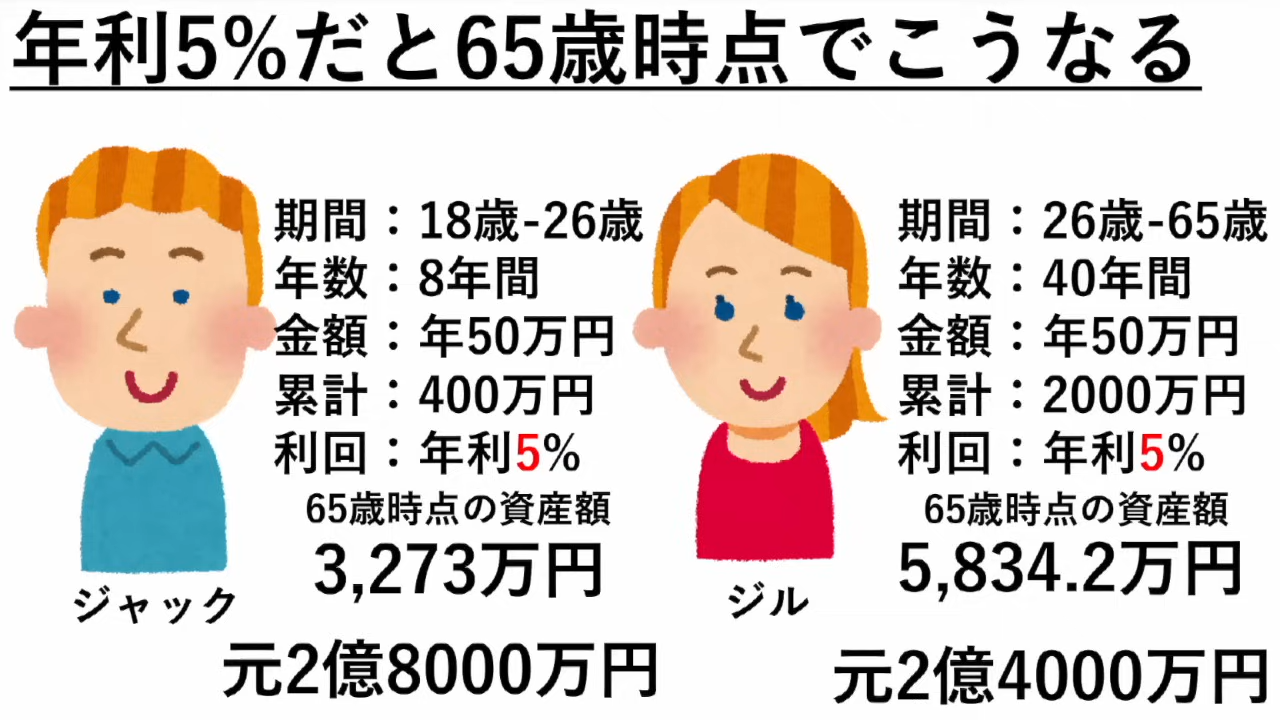 年利5%だと65歳時点でこうなる
期間：18歳-26歳
年数：8年間
金額：年50万円
累計：400万円
利回：年利5%
65歳時点の資産額
3,273万円
ジャック
元2億8000万円
期間：26歳-65歳
年数：40年間
金額：年50万円
累計：2000万円
利回：年利5%
65歳時点の資産額
5,834.2万円
ジル
元2億4000万円